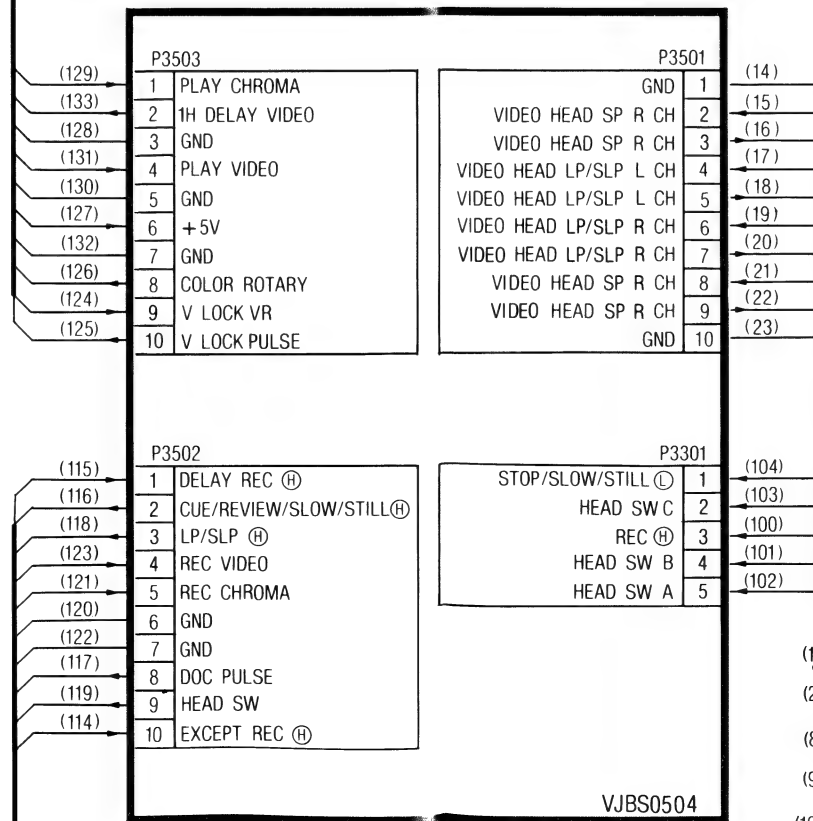 P3503
(129) 1 PLAY CHROMA
(133) 2 1H DELAY VIDEO
(128) 3 GND
(131) 4 PLAY VIDEO
(130) 5 GND
(127) 6 +5V
(132) 7 GND
(126) 8 COLOR ROTARY
(124) 9 V LOCK VR
(125) 10 V LOCK PULSE
P3501
GND 1 (14)
VIDEO HEAD SP R CH 2 (15)
VIDEO HEAD SP R CH 3 (16)
VIDEO HEAD LP/SLP L CH 4 (17)
VIDEO HEAD LP/SLP L CH 5 (18)
VIDEO HEAD LP/SLP R CH 6 (19)
VIDEO HEAD LP/SLP R CH 7 (20)
VIDEO HEAD SP R CH 8 (21)
VIDEO HEAD SP R CH 9 (22)
GND 10 (23)
P3502
(115) 1 DELAY REC Ⓗ
(116) 2 CUE/REVIEW/SLOW/STILL Ⓗ
(118) 3 LP/SLP Ⓗ
(123) 4 REC VIDEO
(121) 5 REC CHROMA
(120) 6 GND
(122) 7 GND
(117) 8 DOC PULSE
(119) 9 HEAD SW
(114) 10 EXCEPT REC Ⓗ
P3301
STOP/SLOW/STILL Ⓛ 1 (104)
HEAD SW C 2 (103)
REC Ⓗ 3 (100)
HEAD SW B 4 (101)
HEAD SW A 5 (102)
VJBS0504